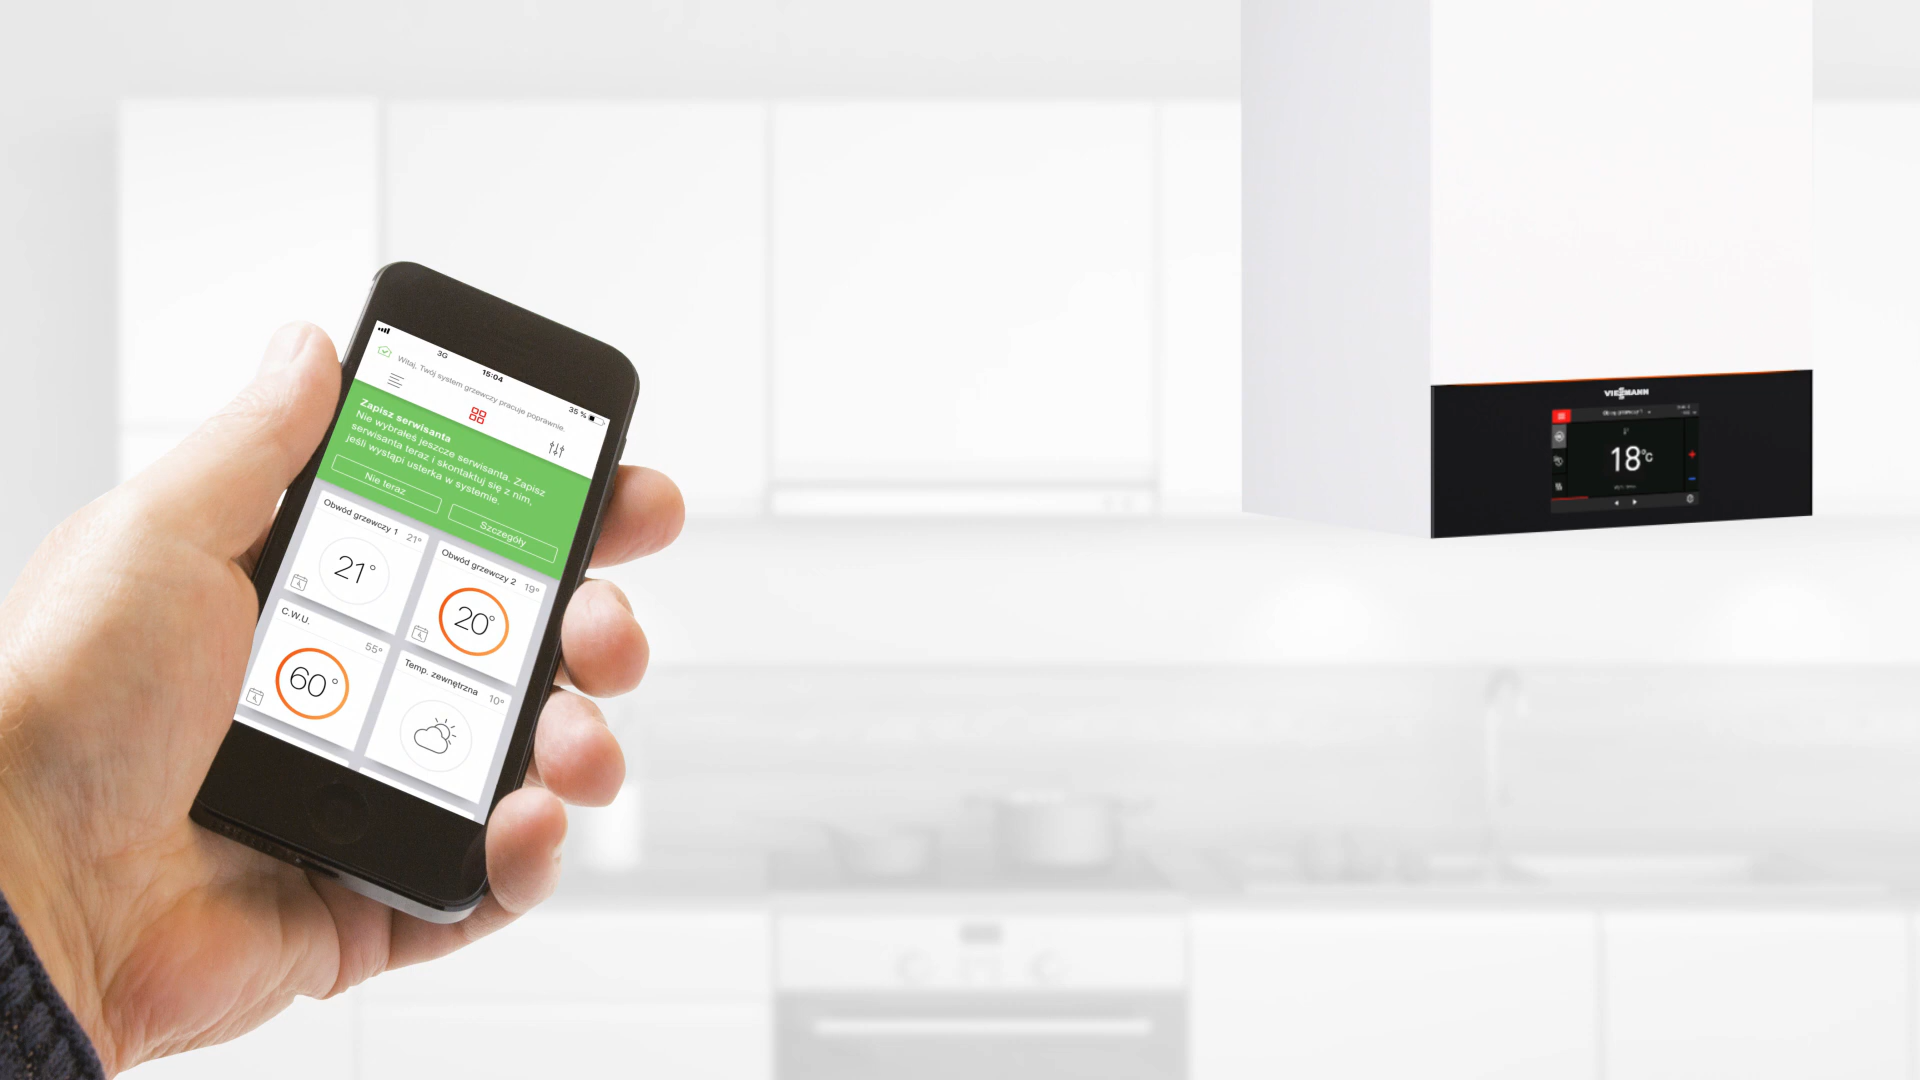 3G
15:04
35 %
Witaj, Twój system grzewczy pracuje poprawnie.
Zapisz serwisanta
Nie wybrałeś jeszcze serwisanta. Zapisz
serwisanta teraz i skontaktuj się z nim,
jeśli wystąpi usterka w systemie.
Nie teraz
Szczegóły
Obwód grzewczy 1
21°
21°
Obwód grzewczy 2
19°
20°
C.W.U.
55°
60°
Temp. zewnętrzna
10°
VIESSMANN
18°C